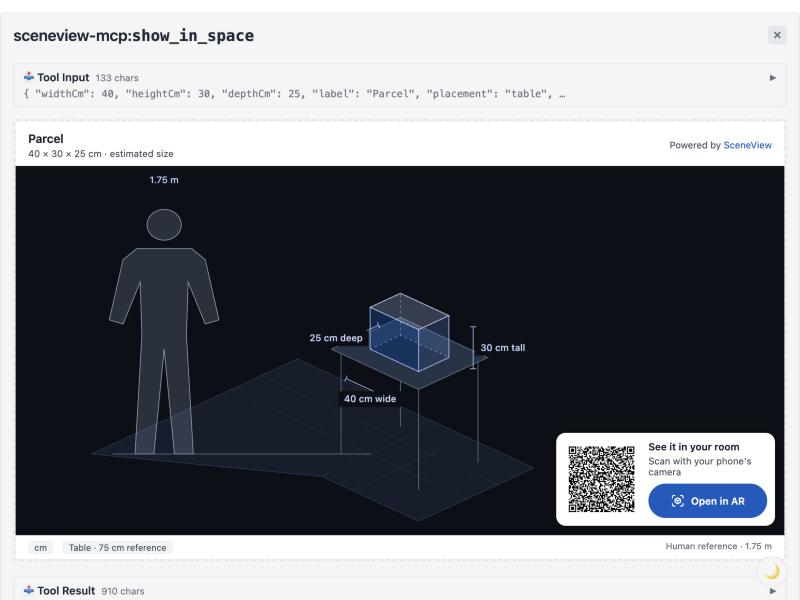 sceneview-mcp:show_in_space
Tool Input 133 chars
{ "widthCm": 40, "heightCm": 30, "depthCm": 25, "label": "Parcel", "placement": "table", …
Parcel
40 × 30 × 25 cm · estimated size
Powered by SceneView
1.75 m
25 cm deep
30 cm tall
40 cm wide
See it in your room
Scan with your phone's
camera
Open in AR
cm
Table · 75 cm reference
Human reference · 1.75 m
Tool Result 910 chars